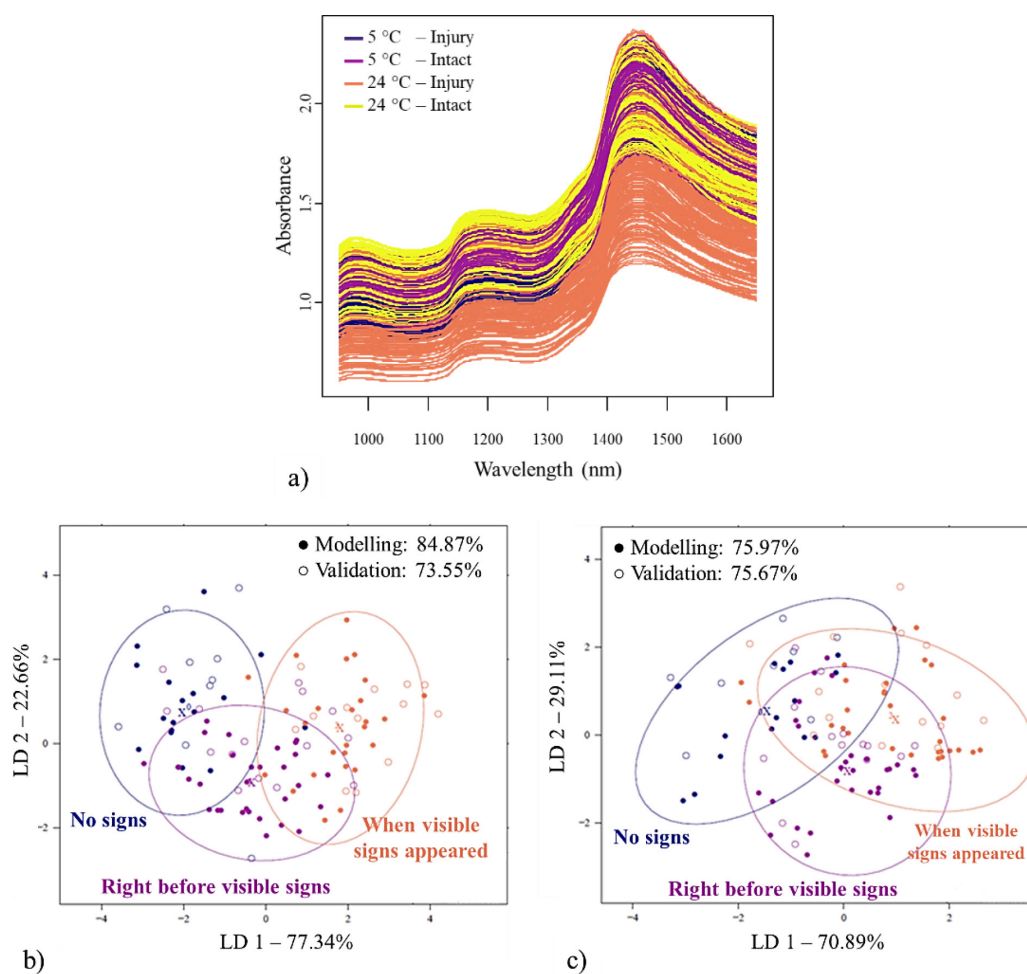 5 °C – Injury
5 °C – Intact
24 °C – Injury
24 °C – Intact
Absorbance
2.0
1.5
1.0
1000 1100 1200 1300 1400 1500 1600
Wavelength (nm)
a)
● Modelling: 84.87%
○ Validation: 73.55%
LD 2 – 22.66%
4
2
0
-2
No signs
When visible
signs appeared
Right before visible signs
-4 -2 0 2 4
LD 1 – 77.34%
b)
● Modelling: 75.97%
○ Validation: 75.67%
LD 2 – 29.11%
4
2
0
-2
No signs
When visible
signs appeared
Right before visible signs
-4 -2 0 2
LD 1 – 70.89%
c)